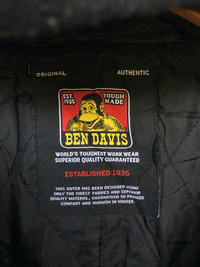 ORIGINAL AUTHENTIC
EST. 1935 TOUGH MADE
BEN DAVIS
WORLD'S TOUGHEST WORK WEAR
SUPERIOR QUALITY GUARANTEED
ESTABLISHED 1935
THIS OUTER HAS BEEN DESIGNED USING
ONLY THE FINEST FABRICS AND SUPERIOR
QUALITY MATERIAL, GUARANTEED TO PROVIDE
COMFORT AND WARMTH IN WINTER.